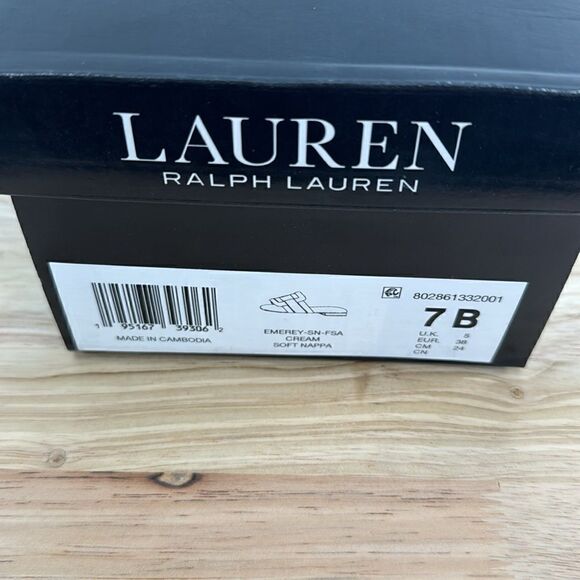 LAUREN
RALPH LAUREN
1 95167 39306 2
MADE IN CAMBODIA
EMEREY-SN-FSA
CREAM
SOFT NAPPA
802861332001
7 B
U.K. 5
EUR. 38
CM. 24
CN.